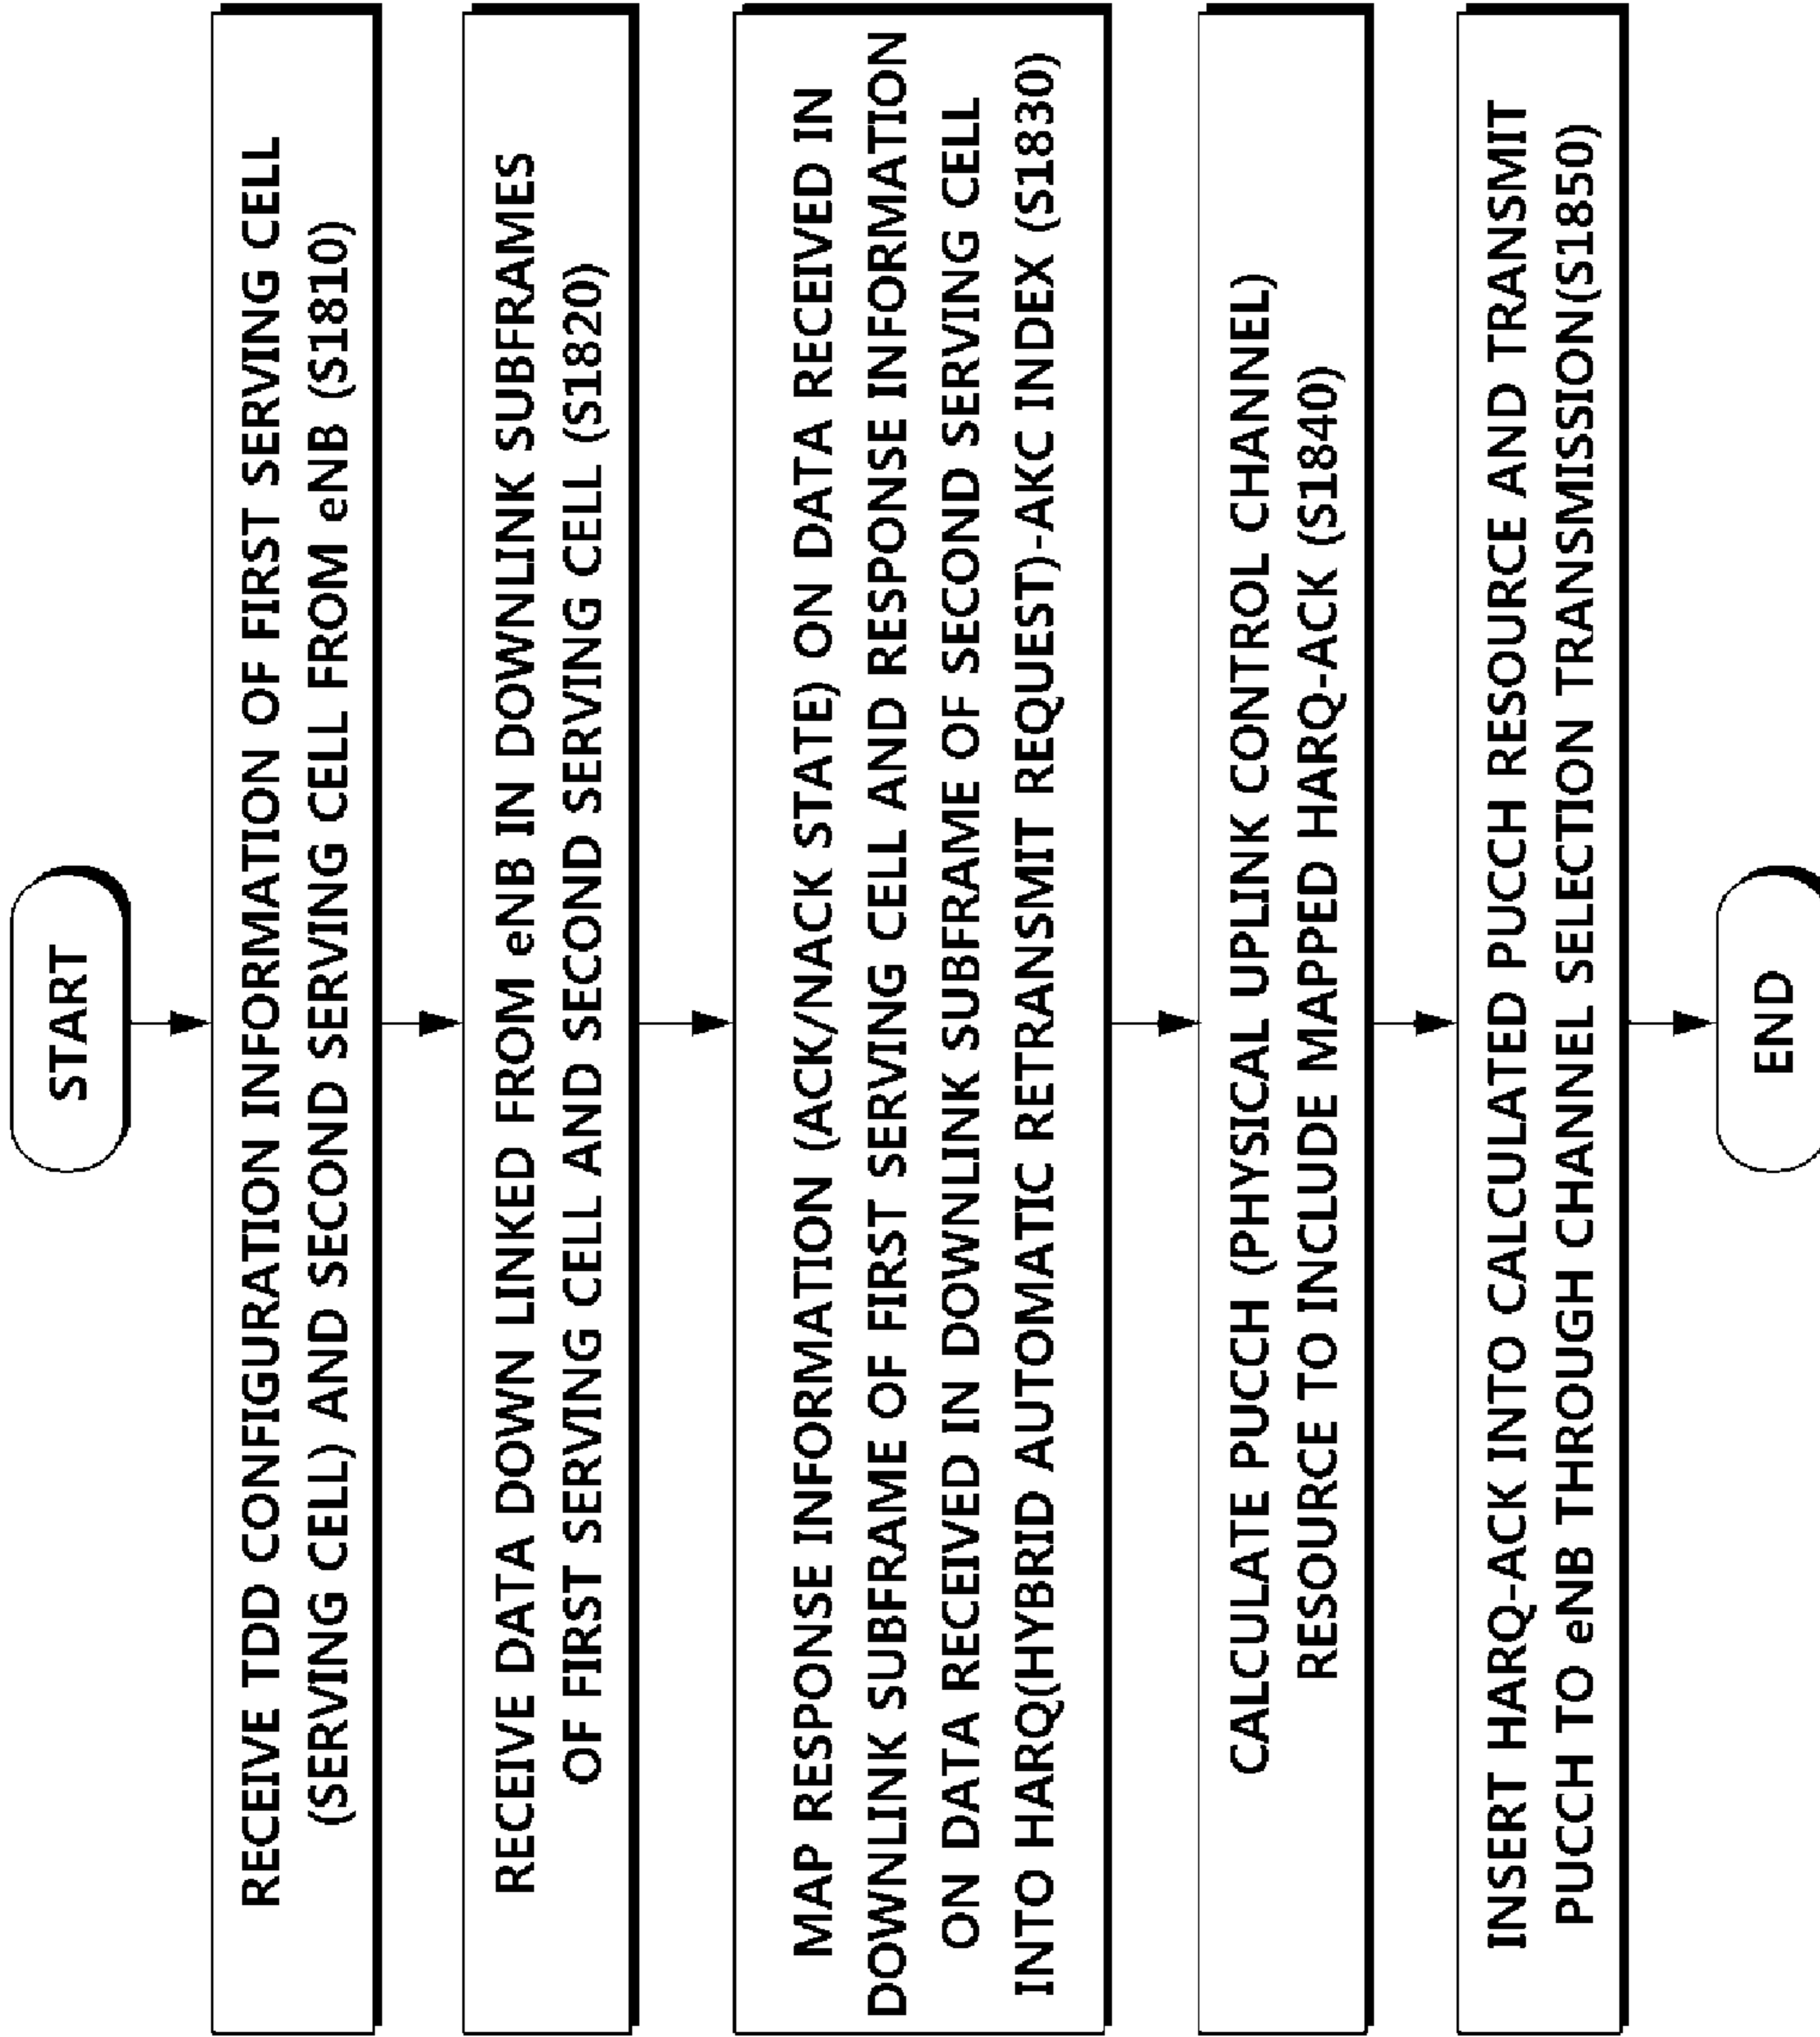 START
RECEIVE TDD CONFIGURATION INFORMATION OF FIRST SERVING CELL
(SERVING CELL) AND SECOND SERVING CELL FROM eNB (S1810)
RECEIVE DATA DOWN LINKED FROM eNB IN DOWNLINK SUBFRAMES
OF FIRST SERVING CELL AND SECOND SERVING CELL (S1820)
MAP RESPONSE INFORMATION (ACK/NACK STATE) ON DATA RECEIVED IN
DOWNLINK SUBFRAME OF FIRST SERVING CELL AND RESPONSE INFORMATION
ON DATA RECEIVED IN DOWNLINK SUBFRAME OF SECOND SERVING CELL
INTO HARQ(HYBRID AUTOMATIC RETRANSMIT REQUEST)-AKC INDEX (S1830)
CALCULATE PUCCH (PHYSICAL UPLINK CONTROL CHANNEL)
RESOURCE TO INCLUDE MAPPED HARQ-ACK (S1840)
INSERT HARQ-ACK INTO CALCULATED PUCCH RESOURCE AND TRANSMIT
PUCCH TO eNB THROUGH CHANNEL SELECTION TRANSMISSION(S1850)
END